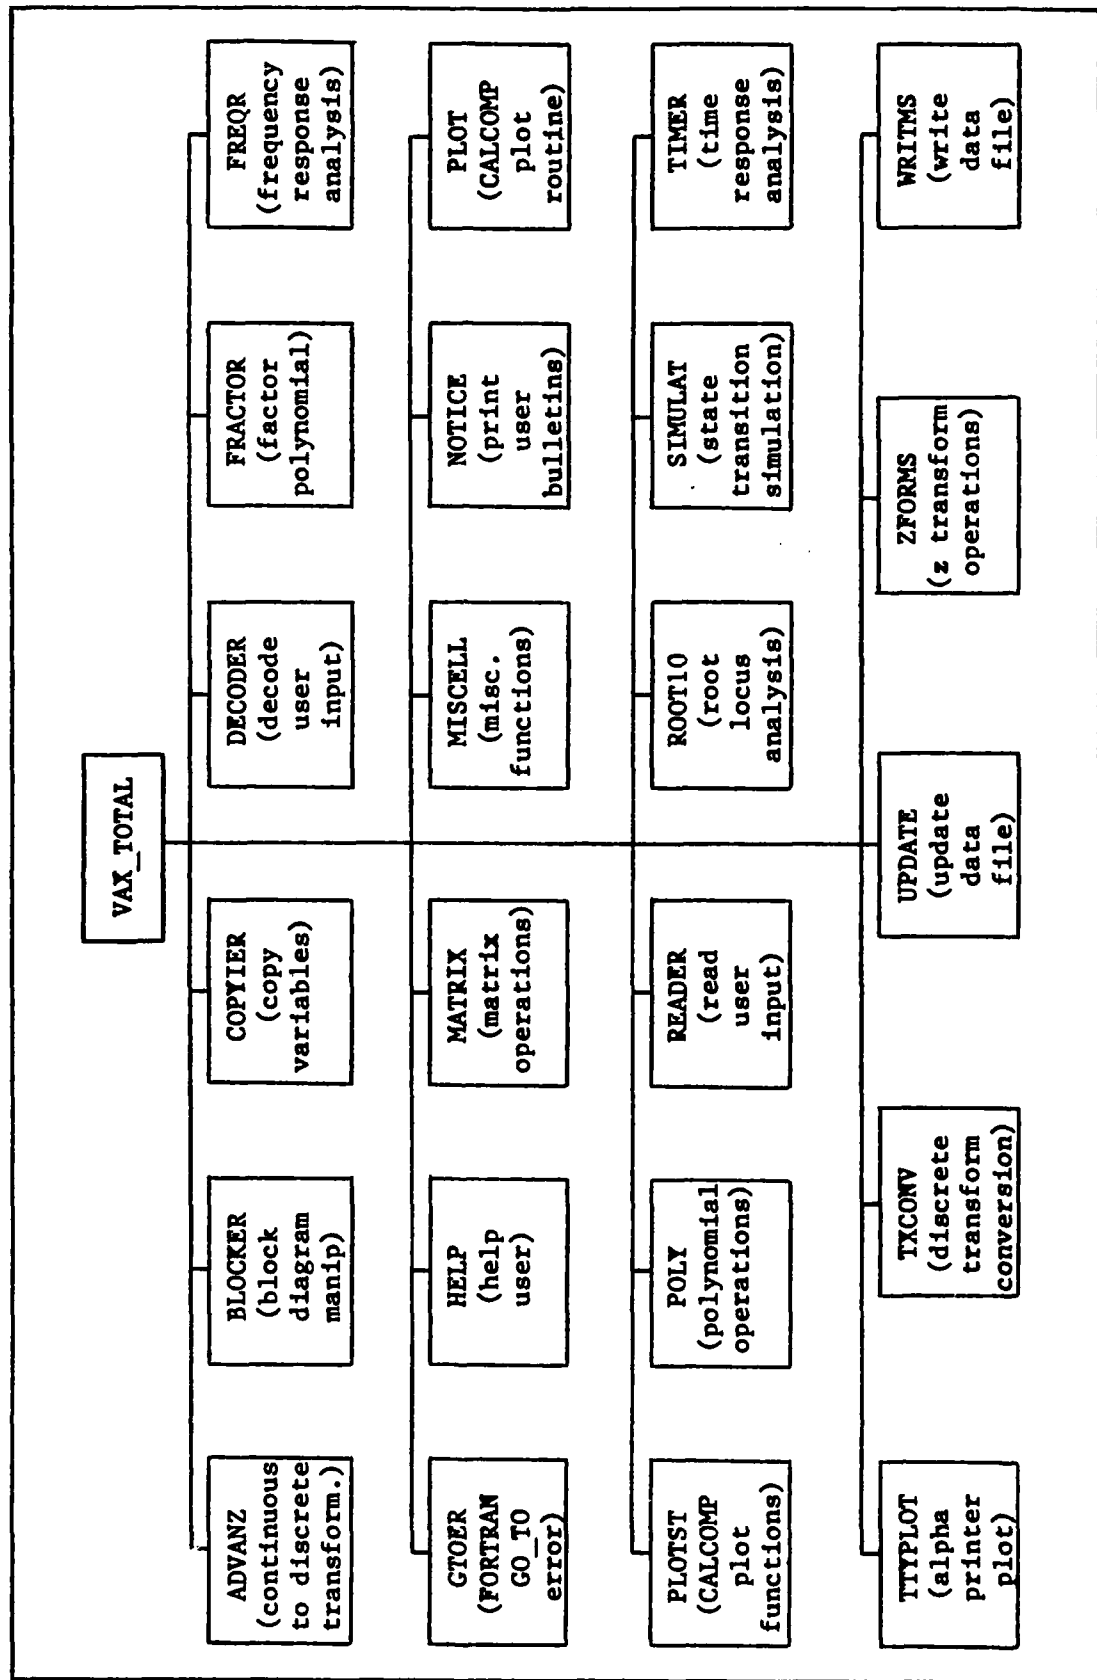 VAX_TOTAL
ADVANZ
(continuous
to discrete
transform.)
BLOCKER
(block
diagram
manip)
COPYIER
(copy
variables)
DECODER
(decode
user
input)
FRACTOR
(factor
polynomial)
FREQR
(frequency
response
analysis)
GTOER
(FORTRAN
GO_TO
error)
HELP
(help
user)
MATRIX
(matrix
operations)
MISCELL
(misc.
functions)
NOTICE
(print
user
bulletins)
PLOT
(CALCOMP
plot
routine)
PLOTST
(CALCOMP
plot
functions)
POLY
(polynomial
operations)
READER
(read
user
input)
ROOT10
(root
locus
analysis)
SIMULAT
(state
transition
simulation)
TIMER
(time
response
analysis)
TTYPLOT
(alpha
printer
plot)
TXCONV
(discrete
transform
conversion)
UPDATE
(update
data
file)
ZFORMS
(z transform
operations)
WRITMS
(write
data
file)